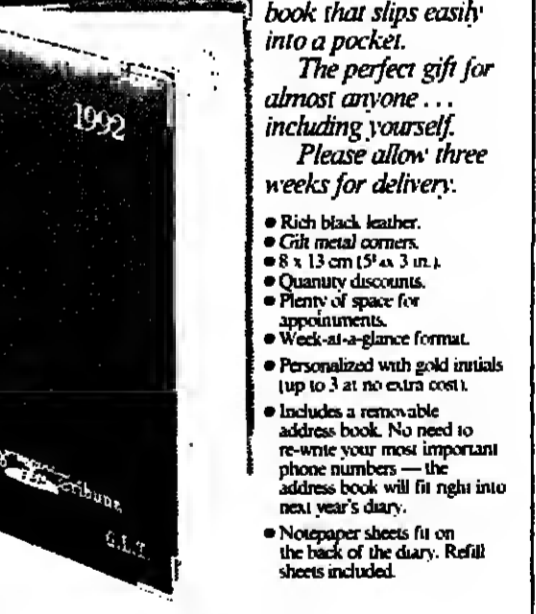 book that slips easily
into a pocket.
The perfect gift for
almost anyone ...
including yourself.
Please allow three
weeks for delivery.
● Rich black leather.
● Gilt metal corners.
● 8 x 13 cm (5¹⁄₄ x 3 in.).
● Quantity discounts.
● Plenty of space for
appointments.
● Week-at-a-glance format.
● Personalized with gold initials
(up to 3 at no extra cost).
● Includes a removable
address book. No need to
re-write your most important
phone numbers — the
address book will fit right into
next year's diary.
● Notepaper sheets fit on
the back of the diary. Refill
sheets included.
1992
Tribune
G.L.T.